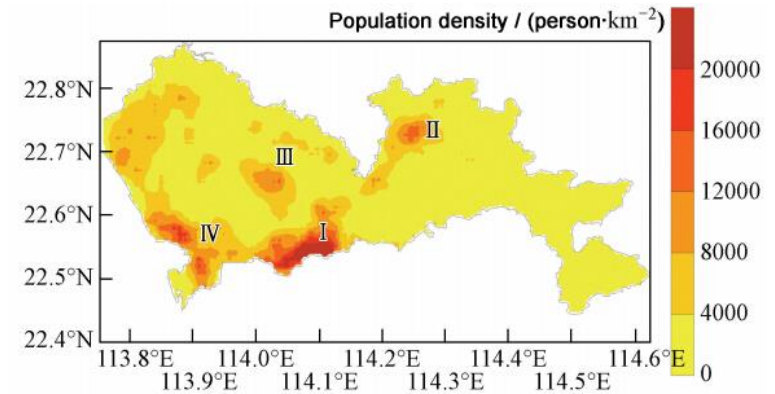 Population density / (person·km⁻²)
20000
16000
12000
8000
4000
0
22.8°N
22.7°N
22.6°N
22.5°N
22.4°N
II
III
IV
I
113.8°E 114.0°E 114.2°E 114.4°E 114.6°E
113.9°E 114.1°E 114.3°E 114.5°E